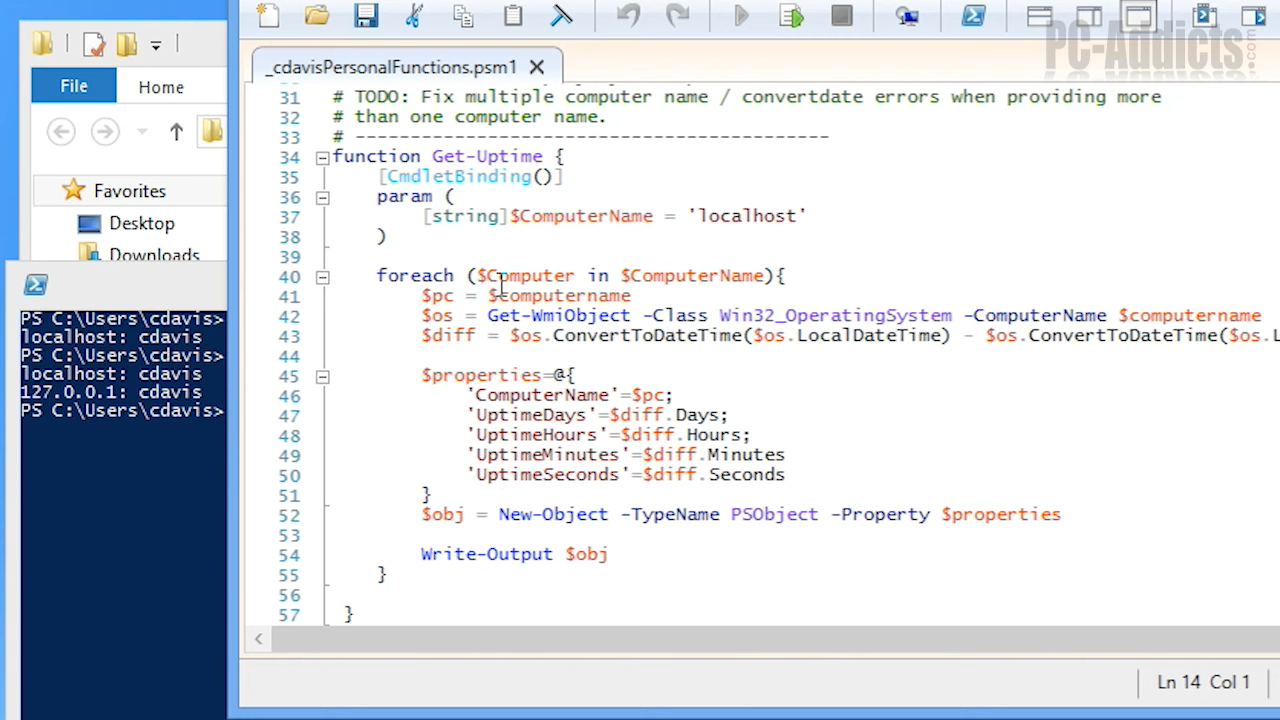 PC-Addicts.com
_cdavisPersonalFunctions.psm1
File Home
Favorites
Desktop
Downloads
PS C:\Users\cdavis>
localhost: cdavis
PS C:\Users\cdavis>
localhost: cdavis
127.0.0.1: cdavis
PS C:\Users\cdavis>
31 # TODO: Fix multiple computer name / convertdate errors when providing more
32 # than one computer name.
33 # -------------------------------------------
34 function Get-Uptime {
35 [CmdletBinding()]
36 param (
37 [string]$ComputerName = 'localhost'
38 )
39
40 foreach ($Computer in $ComputerName){
41 $pc = $computername
42 $os = Get-WmiObject -Class Win32_OperatingSystem -ComputerName $computername
43 $diff = $os.ConvertToDateTime($os.LocalDateTime) - $os.ConvertToDateTime($os.L
44
45 $properties=@{
46 'ComputerName'=$pc;
47 'UptimeDays'=$diff.Days;
48 'UptimeHours'=$diff.Hours;
49 'UptimeMinutes'=$diff.Minutes
50 'UptimeSeconds'=$diff.Seconds
51 }
52 $obj = New-Object -TypeName PSObject -Property $properties
53
54 Write-Output $obj
55 }
56
57 }
Ln 14 Col 1